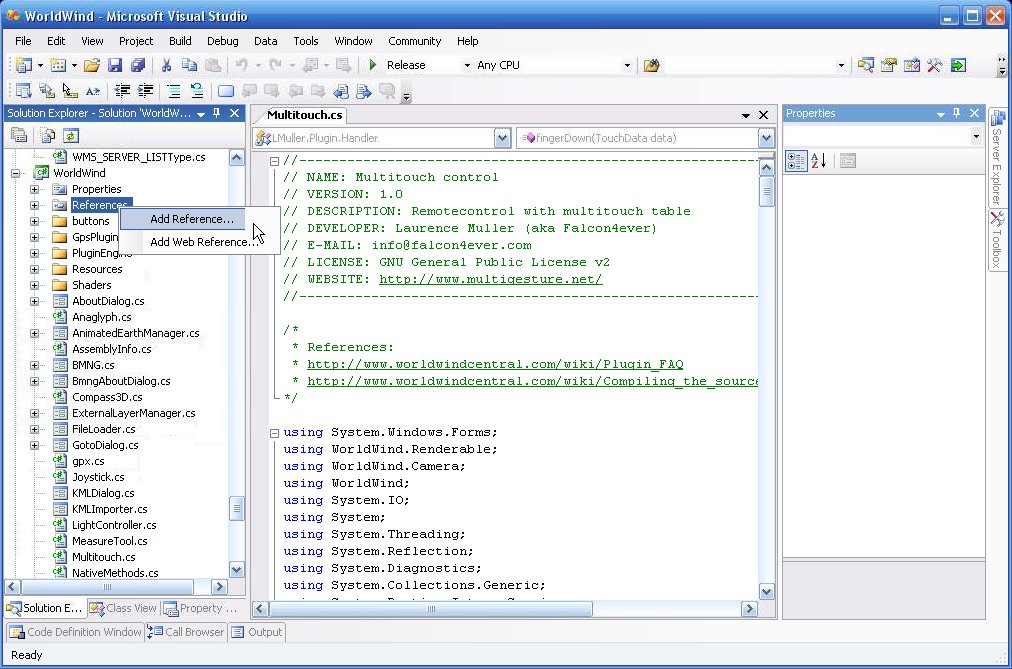 WorldWind - Microsoft Visual Studio
File Edit View Project Build Debug Data Tools Window Community Help
Release Any CPU
Solution Explorer - Solution 'WorldW...
WMS_SERVER_LISTType.cs
WorldWind
Properties
References
buttons
GpsPlugin
PluginEngine
Resources
Shaders
AboutDialog.cs
Anaglyph.cs
AnimatedEarthManager.cs
AssemblyInfo.cs
BMNG.cs
BmngAboutDialog.cs
Compass3D.cs
ExternalLayerManager.cs
FileLoader.cs
GotoDialog.cs
gpx.cs
Joystick.cs
KMLDialog.cs
KMLImporter.cs
LightController.cs
MeasureTool.cs
Multitouch.cs
NativeMethods.cs
Add Reference...
Add Web Reference...
Solution E... Class View Property ...
Multitouch.cs
LMuller.Plugin.Handler fingerDown(TouchData data)
//-----------------------------------------------------------
// NAME: Multitouch control
// VERSION: 1.0
// DESCRIPTION: Remotecontrol with multitouch table
// DEVELOPER: Laurence Muller (aka Falcon4ever)
// E-MAIL: info@falcon4ever.com
// LICENSE: GNU General Public License v2
// WEBSITE: http://www.multigesture.net/
//-----------------------------------------------------------
/*
* References:
* http://www.worldwindcentral.com/wiki/Plugin_FAQ
* http://www.worldwindcentral.com/wiki/Compiling_the_source
*/
using System.Windows.Forms;
using WorldWind.Renderable;
using WorldWind.Camera;
using WorldWind;
using System.IO;
using System;
using System.Threading;
using System.Reflection;
using System.Diagnostics;
using System.Collections.Generic;
Properties
Server Explorer
Toolbox
Code Definition Window Call Browser Output
Ready